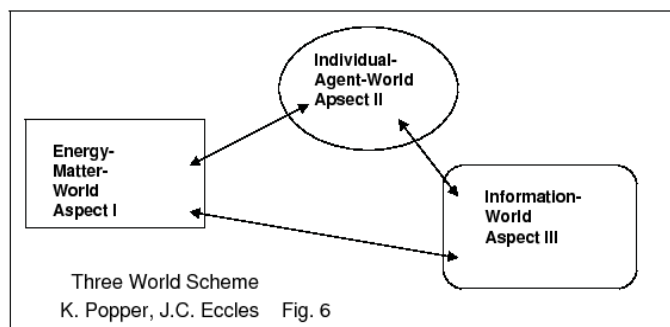 Individual-
Agent-World
Apsect II
Energy-
Matter-
World
Aspect I
Information-
World
Aspect III
Three World Scheme
K. Popper, J.C. Eccles Fig. 6